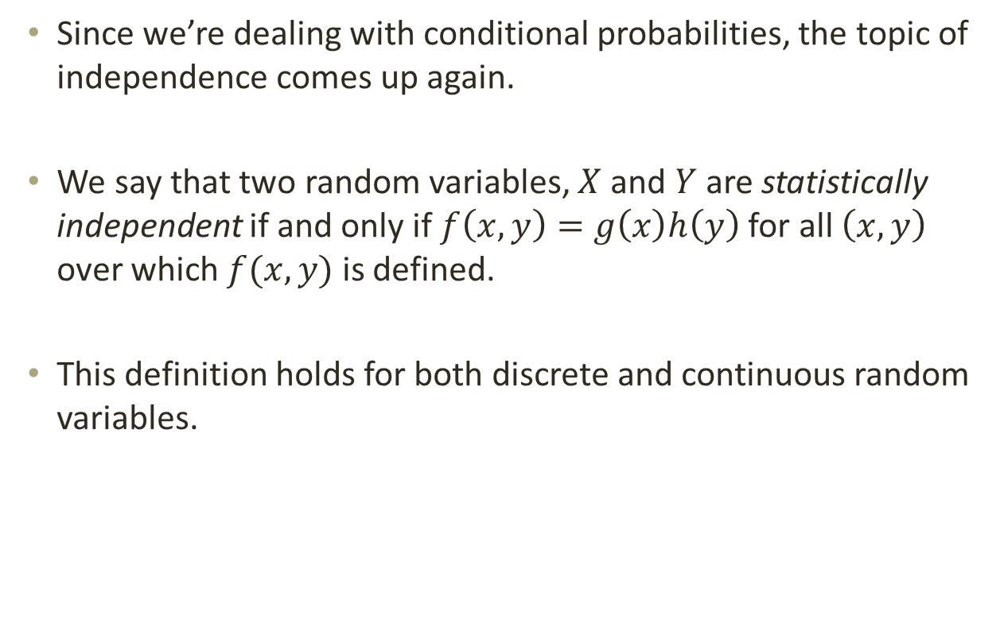 • Since we’re dealing with conditional probabilities, the topic of
independence comes up again.
• We say that two random variables, X and Y are statistically
independent if and only if f(x, y) = g(x)h(y) for all (x, y)
over which f(x, y) is defined.
• This definition holds for both discrete and continuous random
variables.